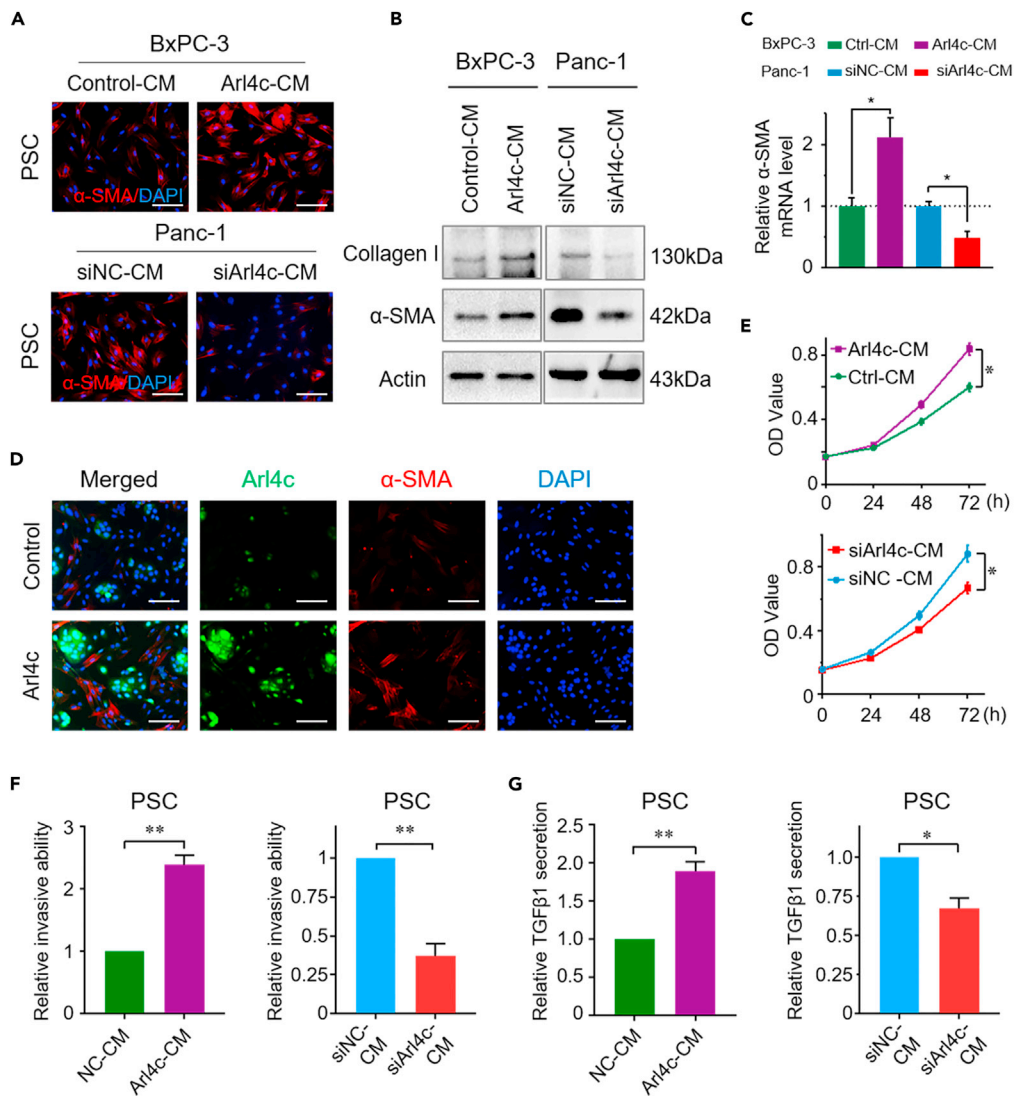 A
BxPC-3
Control-CM Arl4c-CM
PSC
α-SMA/DAPI
Panc-1
siNC-CM siArl4c-CM
PSC
α-SMA/DAPI
B
BxPC-3 Panc-1
Control-CM
Arl4c-CM
siNC-CM
siArl4c-CM
Collagen I 130kDa
α-SMA 42kDa
Actin 43kDa
C
BxPC-3 Ctrl-CM Arl4c-CM
Panc-1 siNC-CM siArl4c-CM
Relative α-SMA
mRNA level
2
1
0
*
*
D
Merged Arl4c α-SMA DAPI
Control
Arl4c
E
Arl4c-CM
Ctrl-CM
OD Value
0.8
0.4
0
*
0 24 48 72 (h)
siArl4c-CM
siNC -CM
OD Value
0.8
0.4
0
*
0 24 48 72 (h)
F
PSC
Relative invasive ability
3
2
1
0
**
NC-CM
Arl4c-CM
PSC
Relative invasive ability
1
0.75
0.5
0.25
0
**
siNC-
CM
siArl4c-
CM
G
PSC
Relative TGFβ1 secretion
2.0
2.5
1.0
0.5
0
**
NC-CM
Arl4c-CM
PSC
Relative TGFβ1 secretion
1.0
0.75
0.5
0.25
0
*
siNC-
CM
siArl4c-
CM